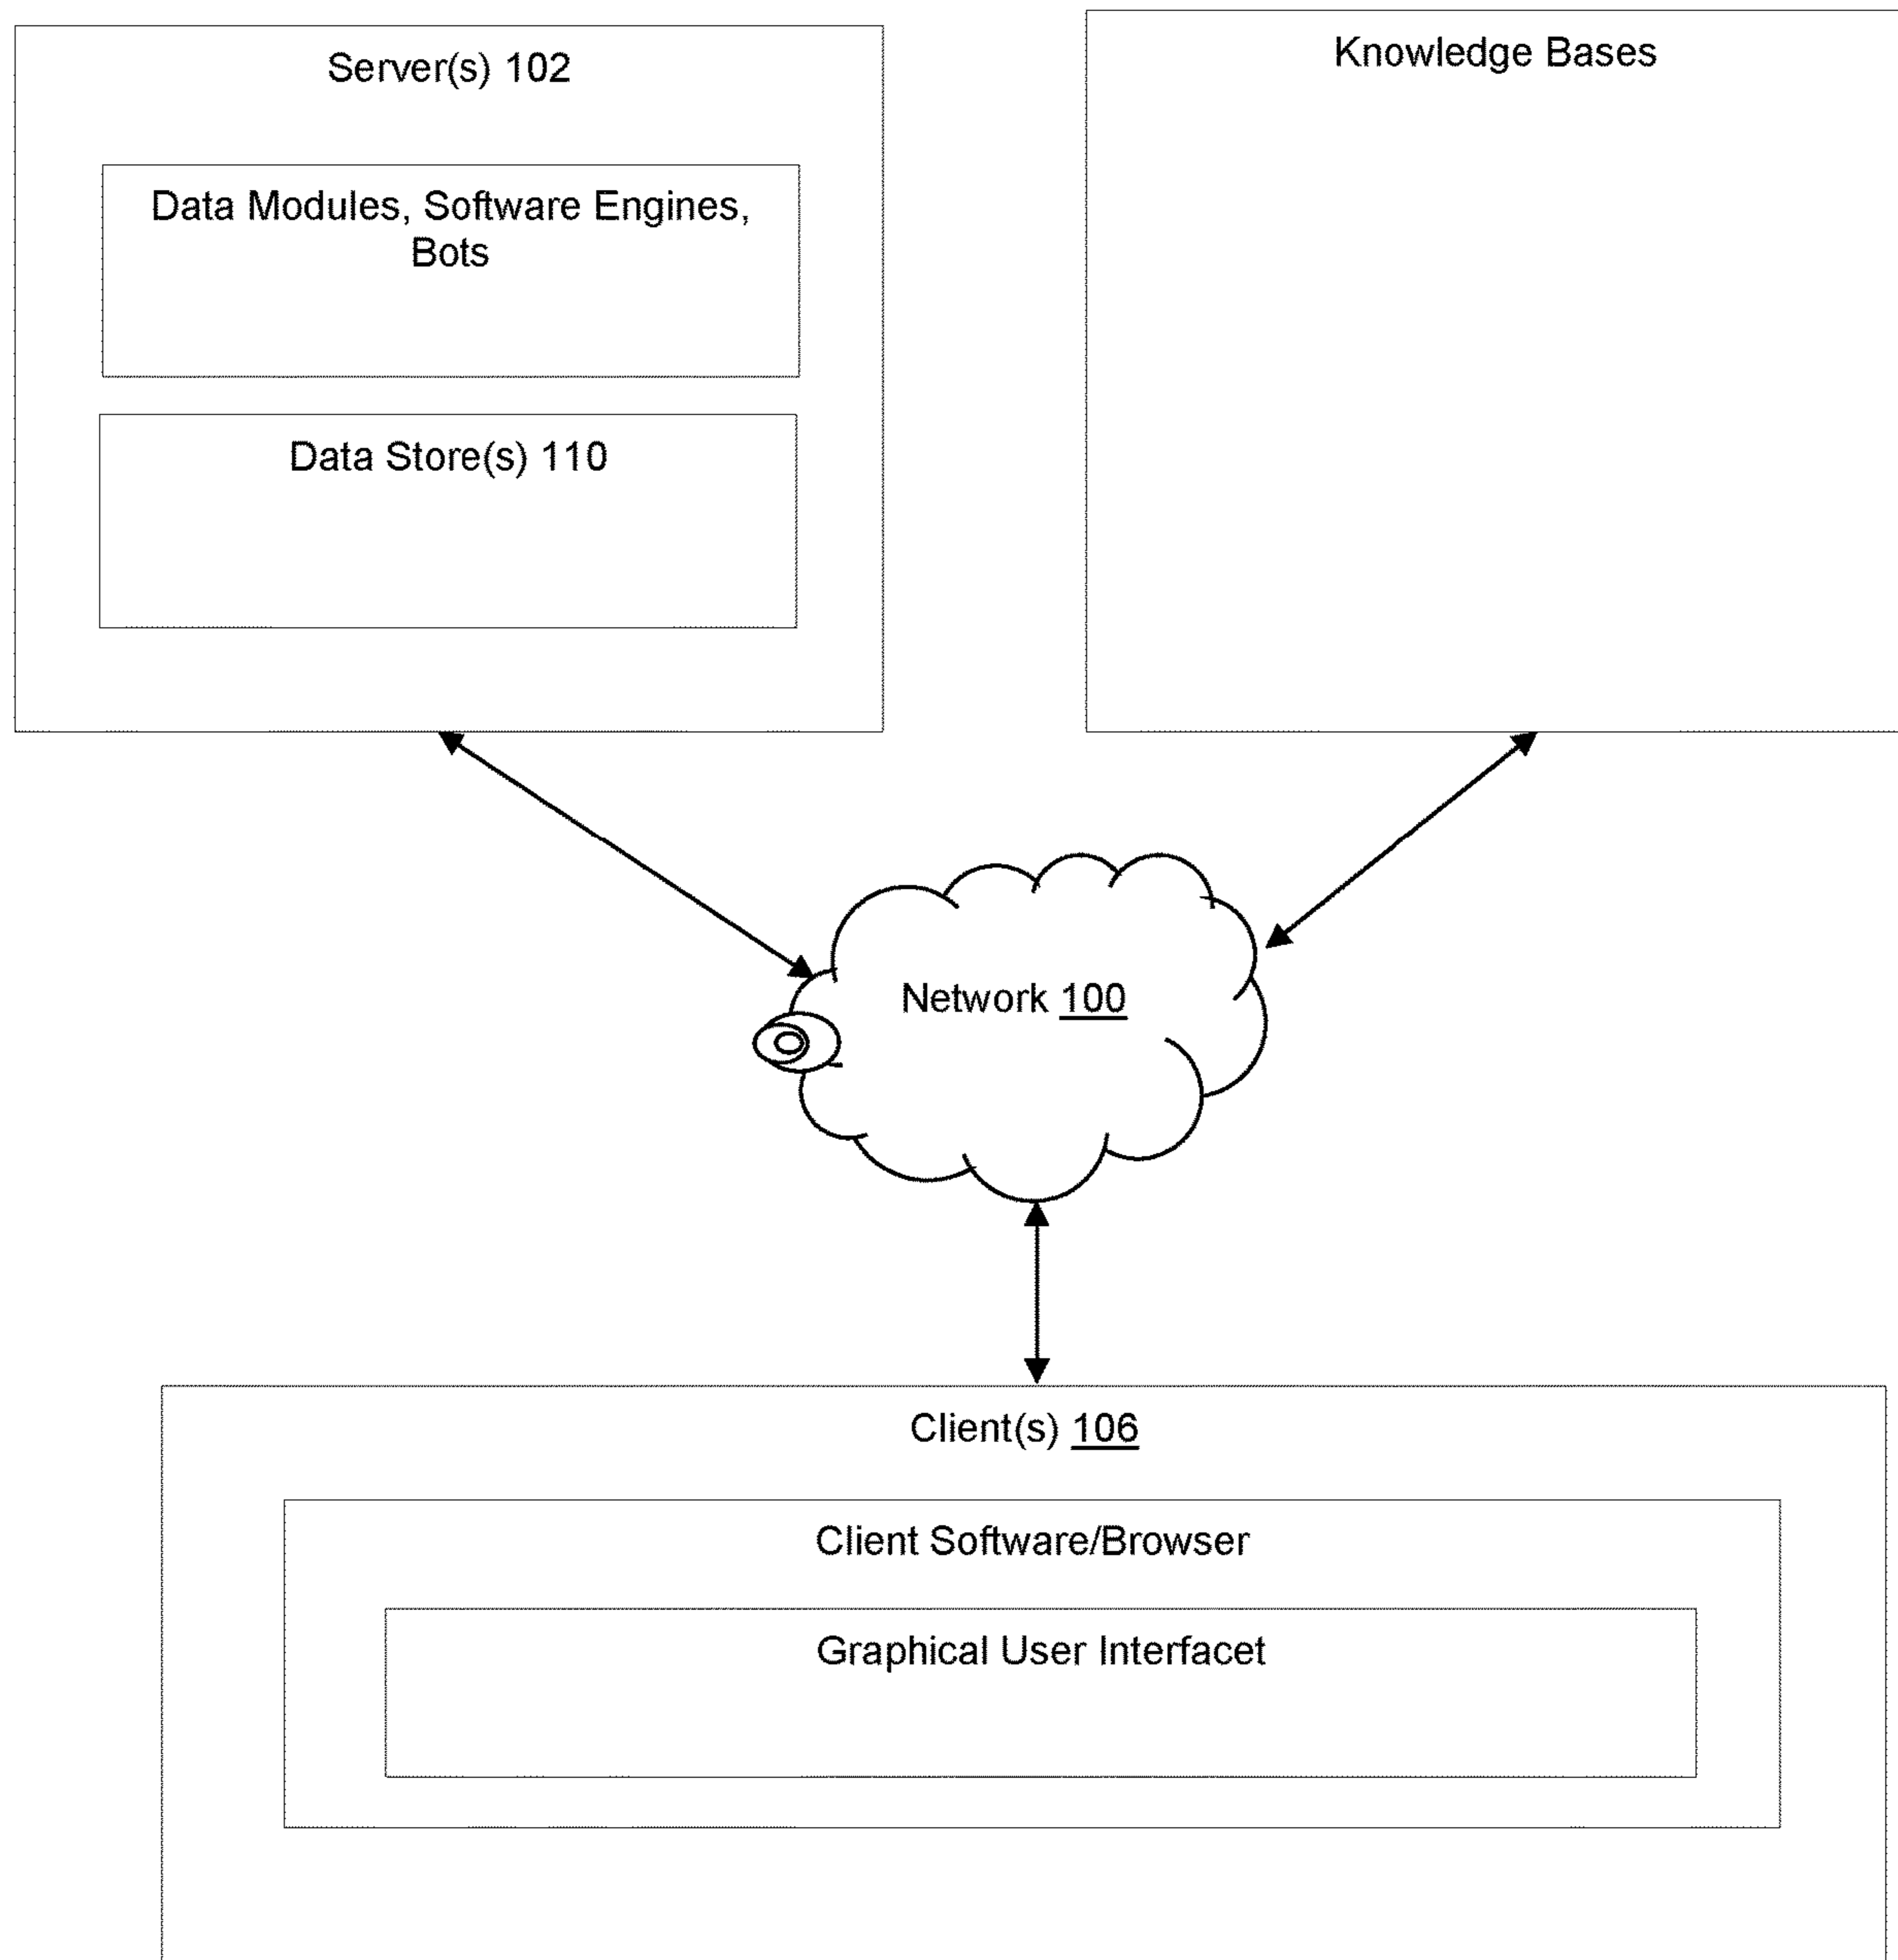 Server(s) 102
Data Modules, Software Engines,
Bots
Data Store(s) 110
Knowledge Bases
Network 100
Client(s) 106
Client Software/Browser
Graphical User Interfacet